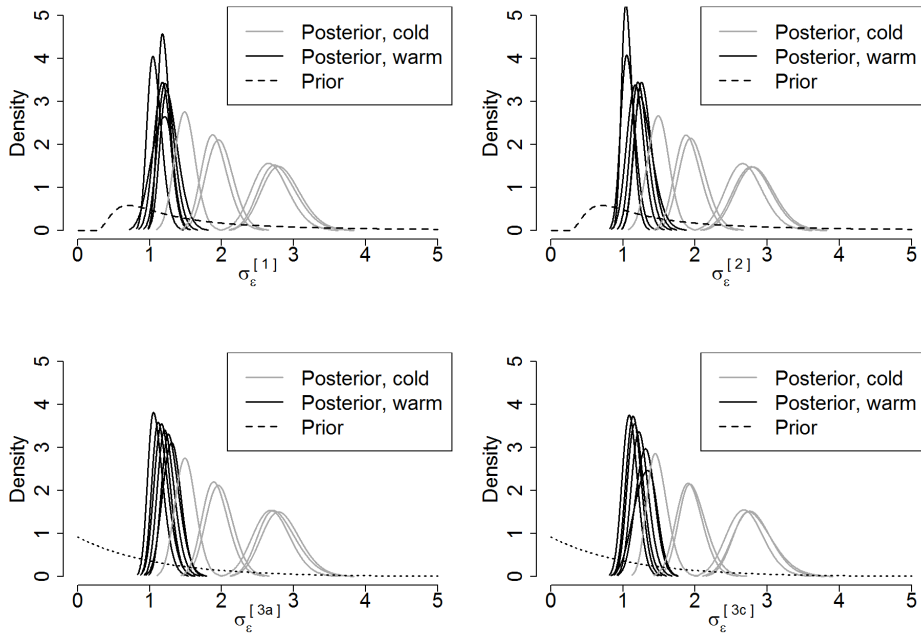 Density
5
4
3
2
1
0
Posterior, cold
Posterior, warm
Prior
0 1 2 3 4 5
σε[1]
Density
5
4
3
2
1
0
Posterior, cold
Posterior, warm
Prior
0 1 2 3 4 5
σε[2]
Density
5
4
3
2
1
0
Posterior, cold
Posterior, warm
Prior
0 1 2 3 4 5
σε[3a]
Density
5
4
3
2
1
0
Posterior, cold
Posterior, warm
Prior
0 1 2 3 4 5
σε[3c]